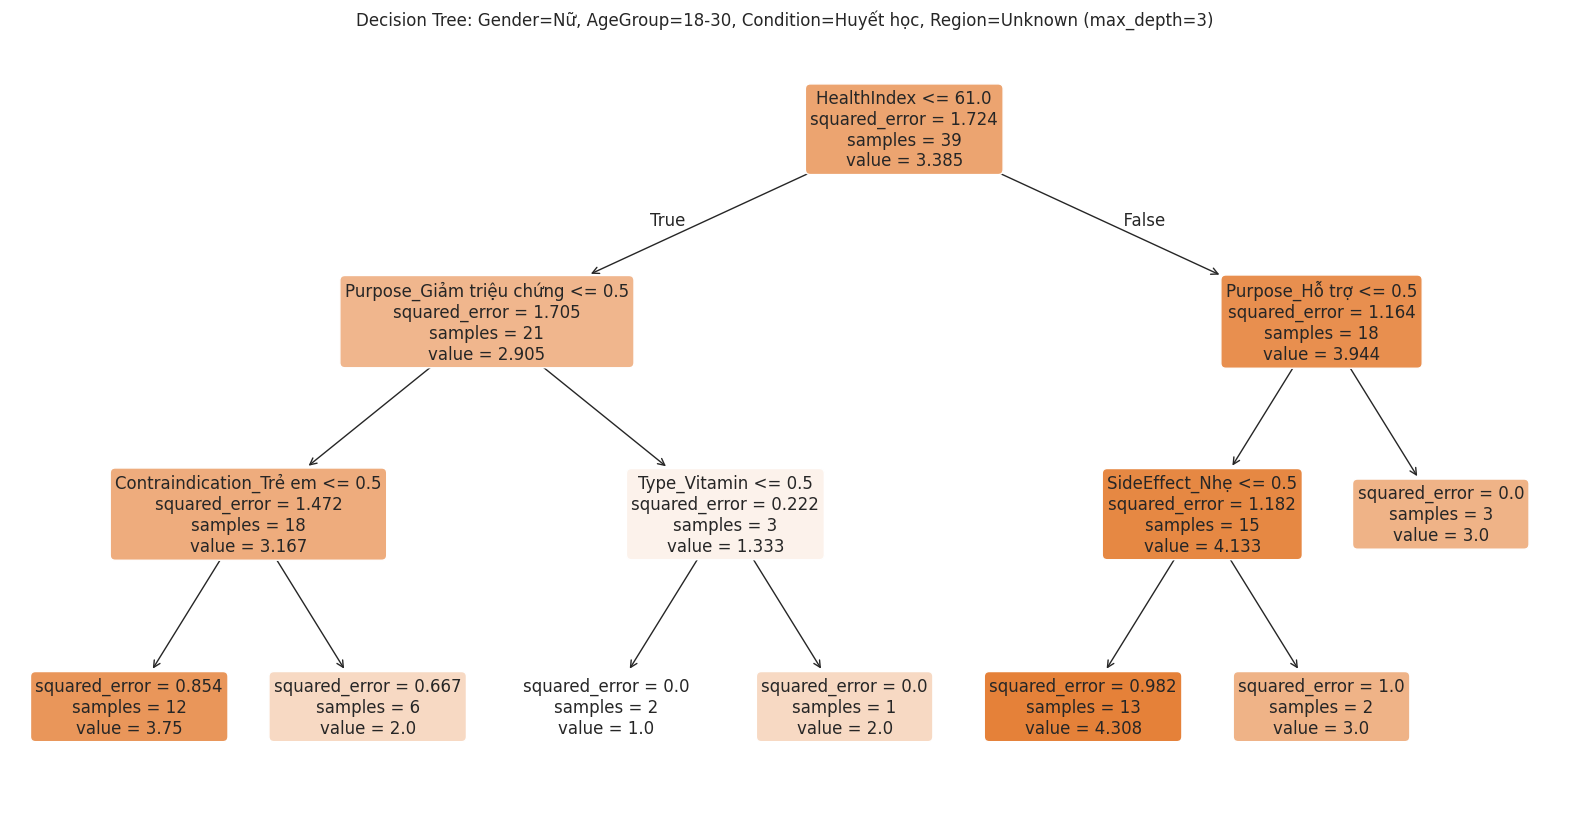 Decision Tree: Gender=Nữ, AgeGroup=18-30, Condition=Huyết học, Region=Unknown (max_depth=3)
HealthIndex <= 61.0
squared_error = 1.724
samples = 39
value = 3.385
True
False
Purpose_Giảm triệu chứng <= 0.5
squared_error = 1.705
samples = 21
value = 2.905
Purpose_Hỗ trợ <= 0.5
squared_error = 1.164
samples = 18
value = 3.944
Contraindication_Trẻ em <= 0.5
squared_error = 1.472
samples = 18
value = 3.167
Type_Vitamin <= 0.5
squared_error = 0.222
samples = 3
value = 1.333
SideEffect_Nhẹ <= 0.5
squared_error = 1.182
samples = 15
value = 4.133
squared_error = 0.0
samples = 3
value = 3.0
squared_error = 0.854
samples = 12
value = 3.75
squared_error = 0.667
samples = 6
value = 2.0
squared_error = 0.0
samples = 2
value = 1.0
squared_error = 0.0
samples = 1
value = 2.0
squared_error = 0.982
samples = 13
value = 4.308
squared_error = 1.0
samples = 2
value = 3.0